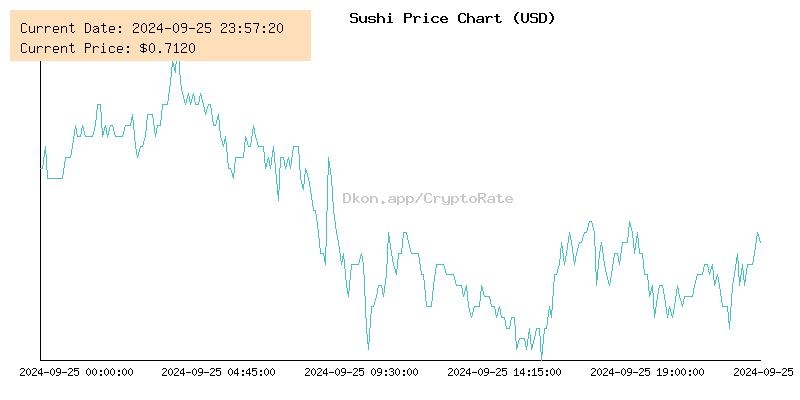 Sushi Price Chart (USD)
Current Date: 2024-09-25 23:57:20
Current Price: $0.7120
Dkon.app/CryptoRate
2024-09-25 00:00:00 2024-09-25 04:45:00 2024-09-25 09:30:00 2024-09-25 14:15:00 2024-09-25 19:00:00 2024-09-25